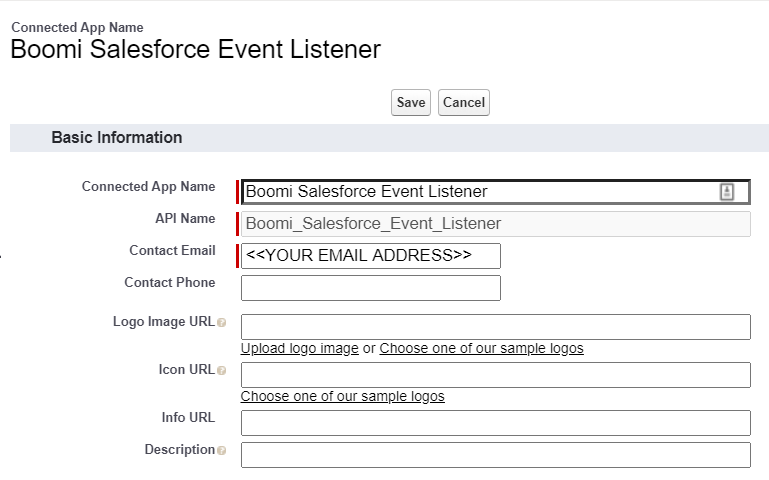 Connected App Name
Boomi Salesforce Event Listener
Save Cancel
Basic Information
Connected App Name Boomi Salesforce Event Listener
API Name Boomi_Salesforce_Event_Listener
Contact Email <<YOUR EMAIL ADDRESS>>
Contact Phone
Logo Image URL ?
Upload logo image or Choose one of our sample logos
Icon URL ?
Choose one of our sample logos
Info URL
Description ?